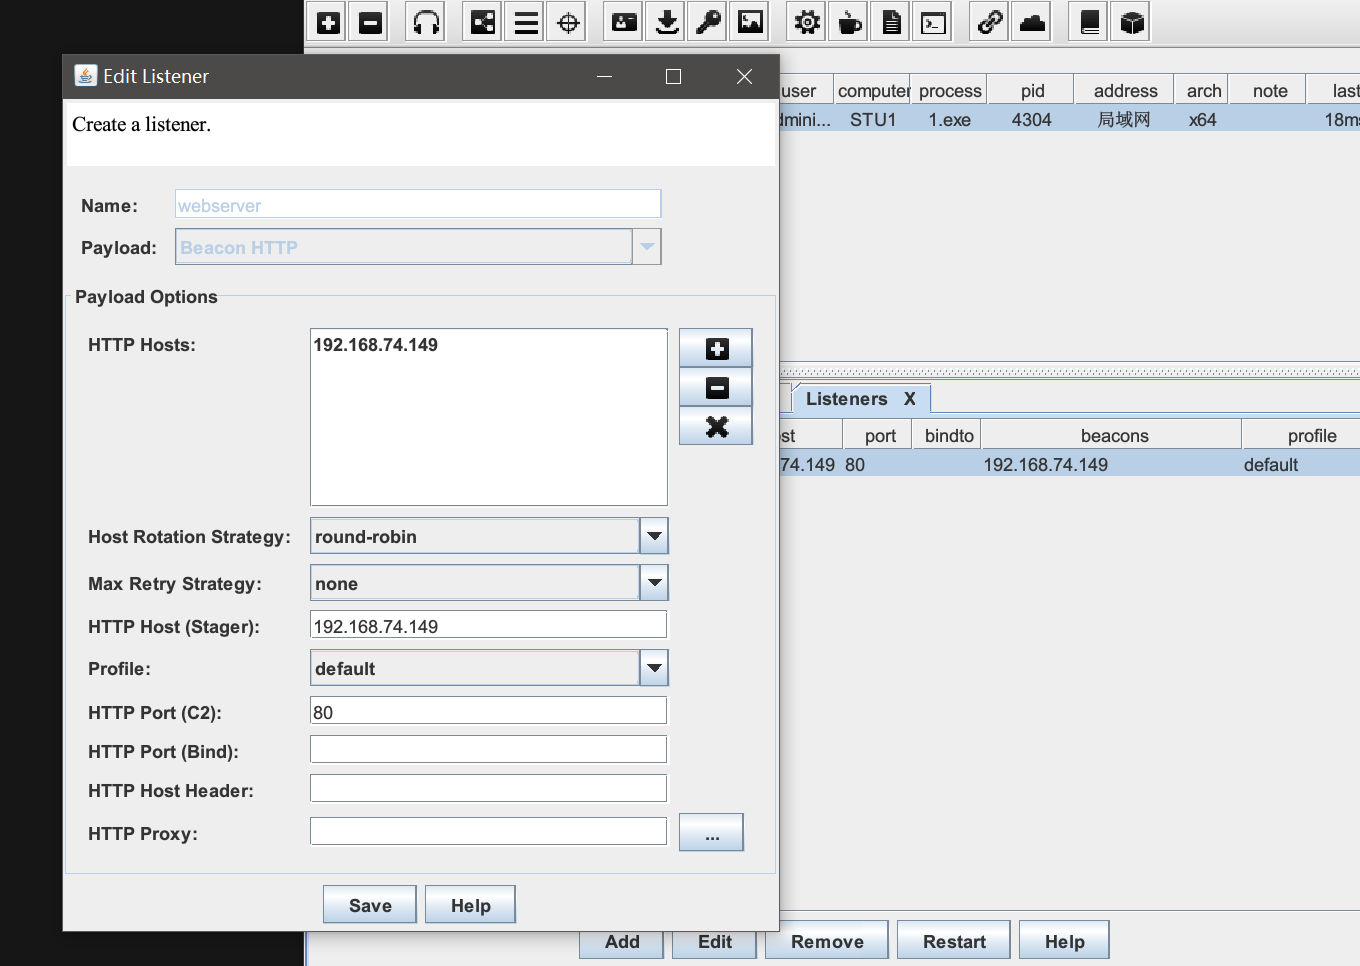 Edit Listener
Create a listener.
Name: webserver
Payload: Beacon HTTP
Payload Options
HTTP Hosts: 192.168.74.149
Host Rotation Strategy: round-robin
Max Retry Strategy: none
HTTP Host (Stager): 192.168.74.149
Profile: default
HTTP Port (C2): 80
HTTP Port (Bind):
HTTP Host Header:
HTTP Proxy: ...
Save Help
user computer process pid address arch note last
dmini... STU1 1.exe 4304 局域网 x64 18ms
Listeners X
st port bindto beacons profile
74.149 80 192.168.74.149 default
Add Edit Remove Restart Help